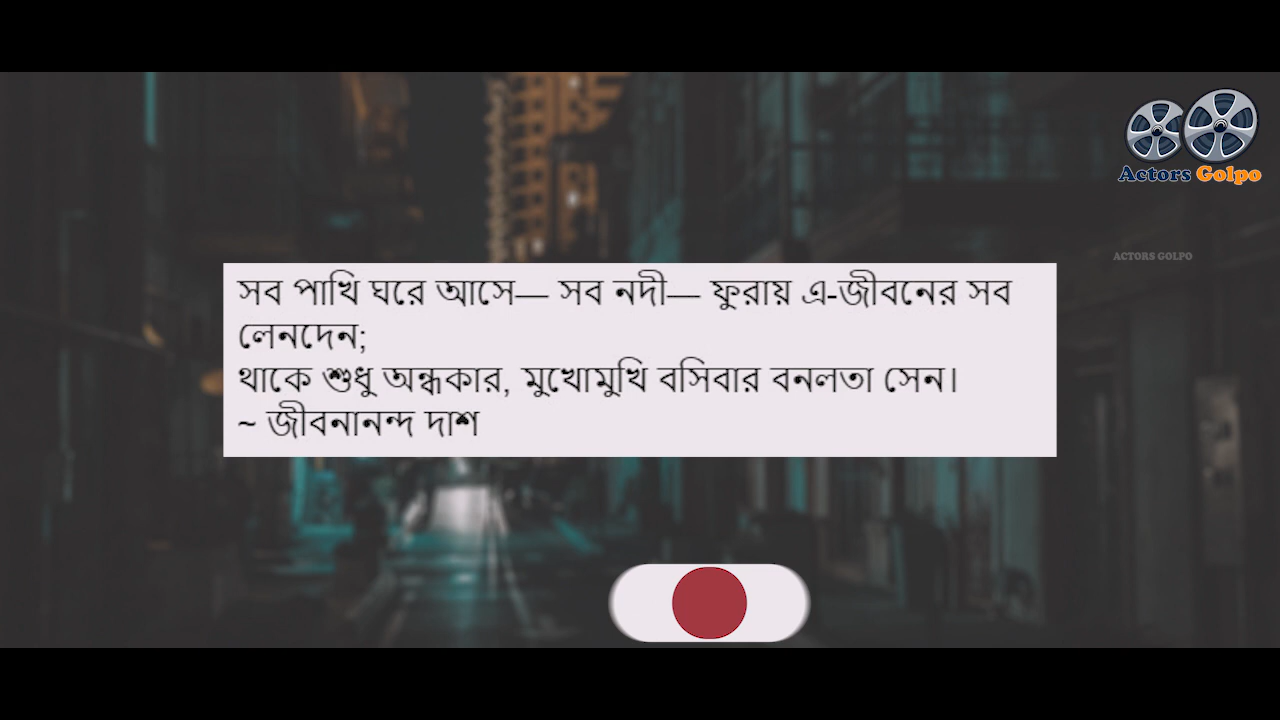 Actors Golpo
ACTORS GOLPO
সব পাখি ঘরে আসে— সব নদী— ফুরায় এ-জীবনের সব
লেনদেন;
থাকে শুধু অন্ধকার, মুখোমুখি বসিবার বনলতা সেন।
~ জীবনানন্দ দাশ